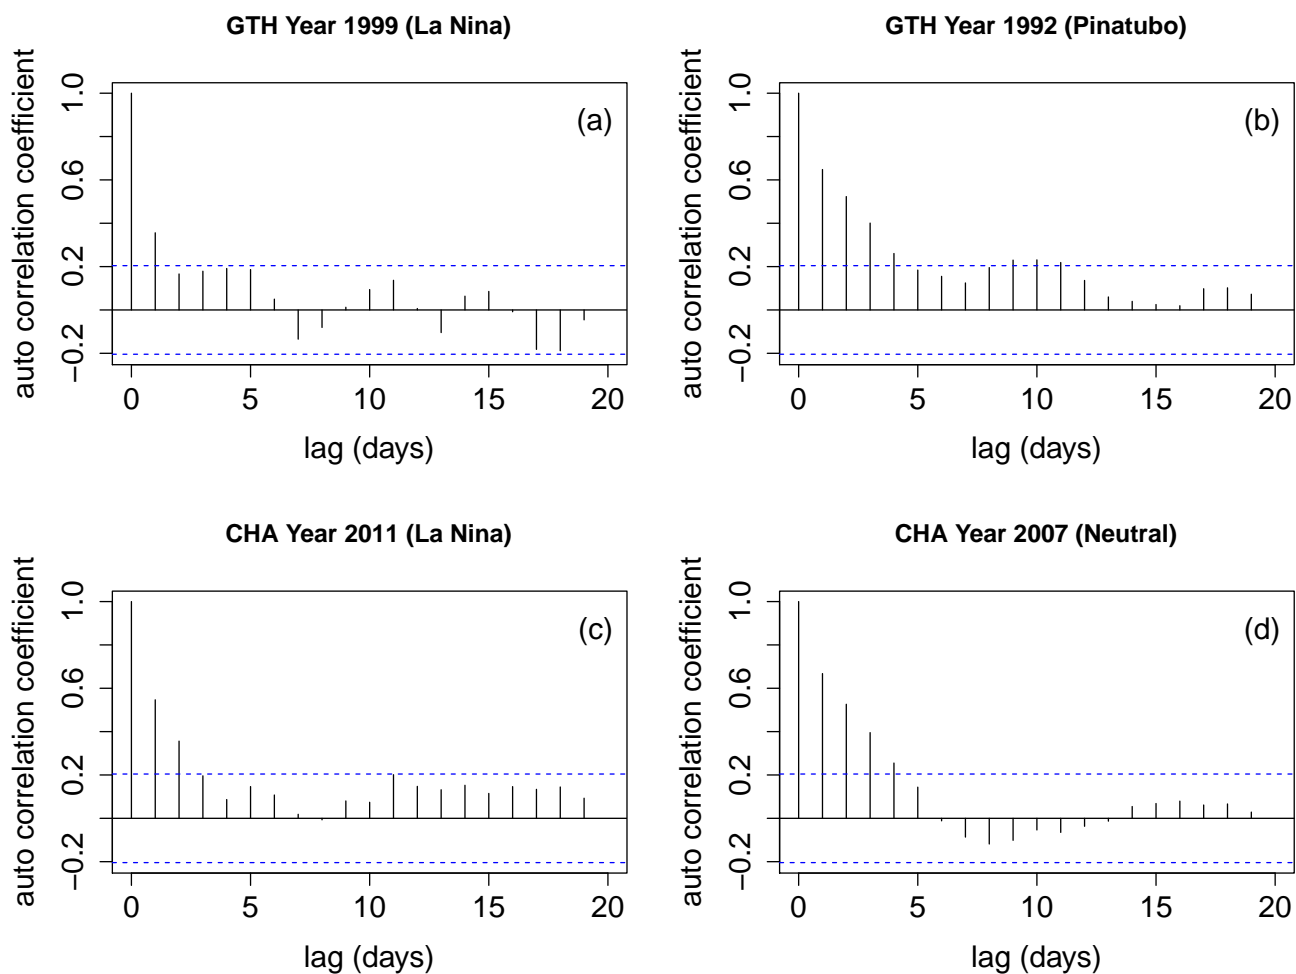 GTH Year 1999 (La Nina)
(a)
auto correlation coefficient
1.0
0.6
0.2
−0.2
0 5 10 15 20
lag (days)
GTH Year 1992 (Pinatubo)
(b)
auto correlation coefficient
1.0
0.6
0.2
−0.2
0 5 10 15 20
lag (days)
CHA Year 2011 (La Nina)
(c)
auto correlation coefficient
1.0
0.6
0.2
−0.2
0 5 10 15 20
lag (days)
CHA Year 2007 (Neutral)
(d)
auto correlation coefficient
1.0
0.6
0.2
−0.2
0 5 10 15 20
lag (days)